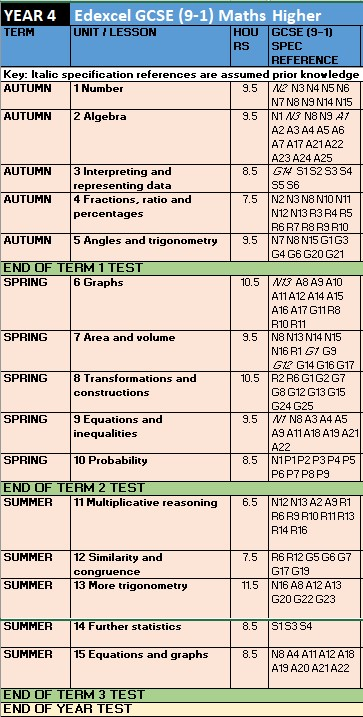 YEAR 4 Edexcel GCSE (9-1) Maths Higher
TERM UNIT / LESSON HOU GCSE (9-1)
RS SPEC
REFERENCE
Key: Italic specification references are assumed prior knowledge
AUTUMN 1 Number 9.5 N2 N3 N4 N5 N6
N7 N8 N9 N14 N15
AUTUMN 2 Algebra 9.5 N1 N3 N8 N9 A1
A2 A3 A4 A5 A6
A7 A17 A21 A22
A23 A24 A25
AUTUMN 3 Interpreting and 8.5 G14 S1 S2 S3 S4
representing data S5 S6
AUTUMN 4 Fractions, ratio and 7.5 N2 N3 N8 N10 N11
percentages N12 N13 R3 R4 R5
R6 R7 R8 R9 R10
AUTUMN 5 Angles and trigonometry 9.5 N7 N8 N15 G1 G3
G4 G6 G20 G21
END OF TERM 1 TEST
SPRING 6 Graphs 10.5 N13 A8 A9 A10
A11 A12 A14 A15
A16 A17 G11 R8
R10 R11
SPRING 7 Area and volume 9.5 N8 N13 N14 N15
N16 R1 G1 G9
G12 G14 G16 G17
SPRING 8 Transformations and 10.5 R2 R6 G1 G2 G7
constructions G8 G12 G13 G15
G24 G25
SPRING 9 Equations and 9.5 N1 N8 A3 A4 A5
inequalities A9 A11 A18 A19 A21
A22
SPRING 10 Probability 8.5 N1 P1 P2 P3 P4 P5
P6 P7 P8 P9
END OF TERM 2 TEST
SUMMER 11 Multiplicative reasoning 6.5 N12 N13 A2 A9 R1
R6 R9 R10 R11 R13
R14 R16
SUMMER 12 Similarity and 7.5 R6 R12 G5 G6 G7
congruence G17 G19
SUMMER 13 More trigonometry 11.5 N16 A8 A12 A13
G20 G22 G23
SUMMER 14 Further statistics 8.5 S1 S3 S4
SUMMER 15 Equations and graphs 8.5 N8 A4 A11 A12 A18
A19 A20 A21 A22
END OF TERM 3 TEST
END OF YEAR TEST